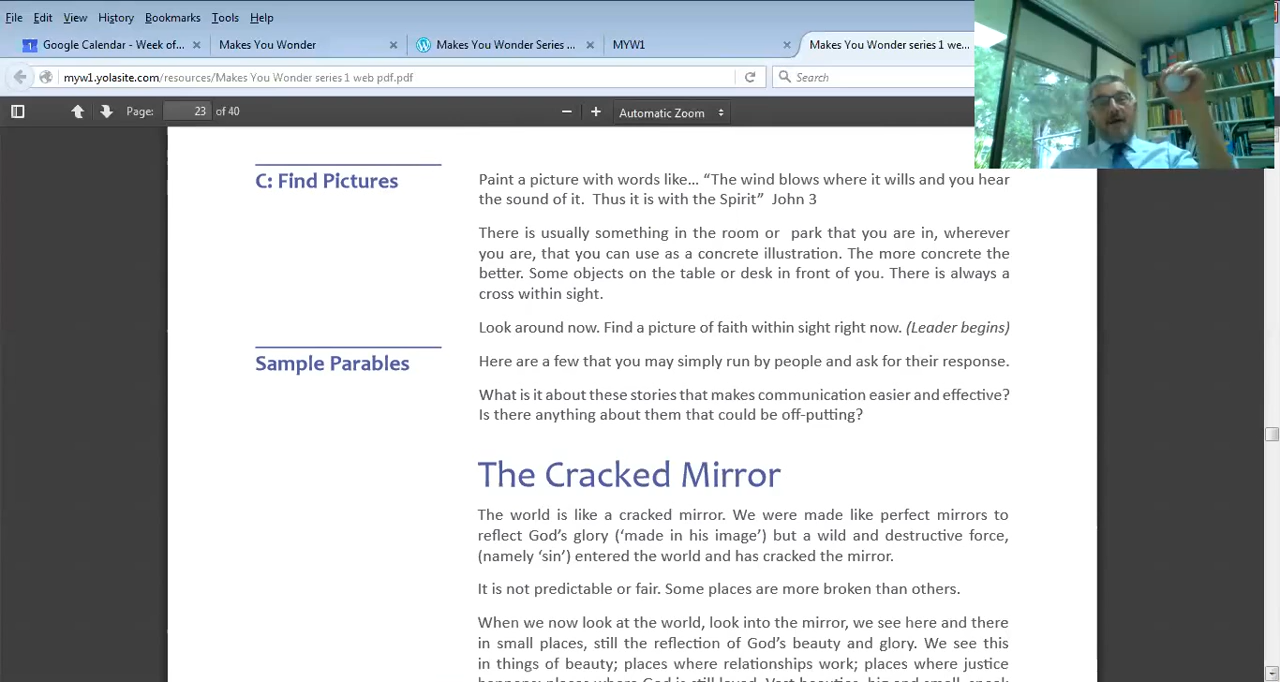 File Edit View History Bookmarks Tools Help
1 Google Calendar - Week of... × Makes You Wonder × Makes You Wonder Series ... × MYW1 × Makes You Wonder series 1 we...
myw1.yolasite.com/resources/Makes You Wonder series 1 web pdf.pdf Search
Page: 23 of 40 Automatic Zoom
C: Find Pictures
Paint a picture with words like... “The wind blows where it wills and you hear
the sound of it. Thus it is with the Spirit” John 3
There is usually something in the room or park that you are in, wherever
you are, that you can use as a concrete illustration. The more concrete the
better. Some objects on the table or desk in front of you. There is always a
cross within sight.
Look around now. Find a picture of faith within sight right now. (Leader begins)
Sample Parables
Here are a few that you may simply run by people and ask for their response.
What is it about these stories that makes communication easier and effective?
Is there anything about them that could be off-putting?
The Cracked Mirror
The world is like a cracked mirror. We were made like perfect mirrors to
reflect God’s glory (‘made in his image’) but a wild and destructive force,
(namely ‘sin’) entered the world and has cracked the mirror.
It is not predictable or fair. Some places are more broken than others.
When we now look at the world, look into the mirror, we see here and there
in small places, still the reflection of God’s beauty and glory. We see this
in things of beauty; places where relationships work; places where justice